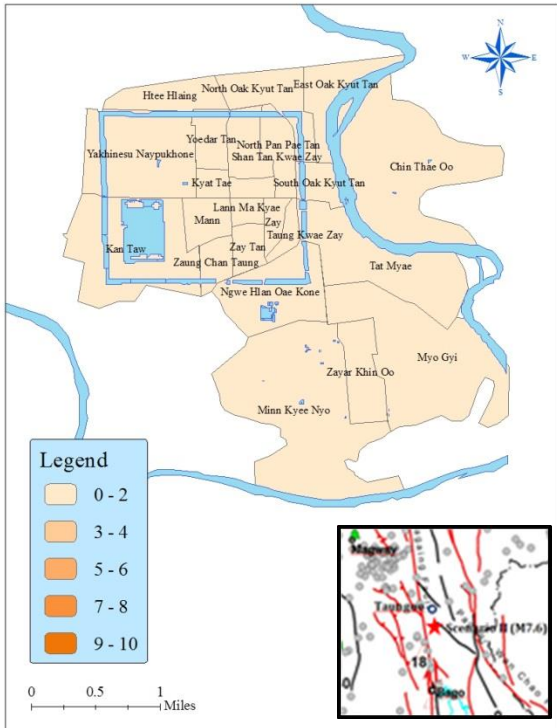 N
W E
S
East Oak Kyut Tan
North Oak Kyut Tan
Htee Hlaing
Yoedar Tan
North Pan Pae Tan
Yakhinesu Naypukhone
Shan Tan Kwae Zay
Chin Thae Oo
Kyat Tae
South Oak Kyut Tan
Lann Ma Kyae
Mann
Zay
Taung Kwae Zay
Kan Taw
Zay Tan
Zaung Chan Taung
Tat Myae
Ngwe Hlan Oae Kone
Myo Gyi
Zayar Khin Oo
Minn Kyee Nyo
Legend
0 - 2
3 - 4
5 - 6
7 - 8
9 - 10
0 0.5 1
Miles
Magway
Taungoo
Scenario II (M7.6)
18
Bago